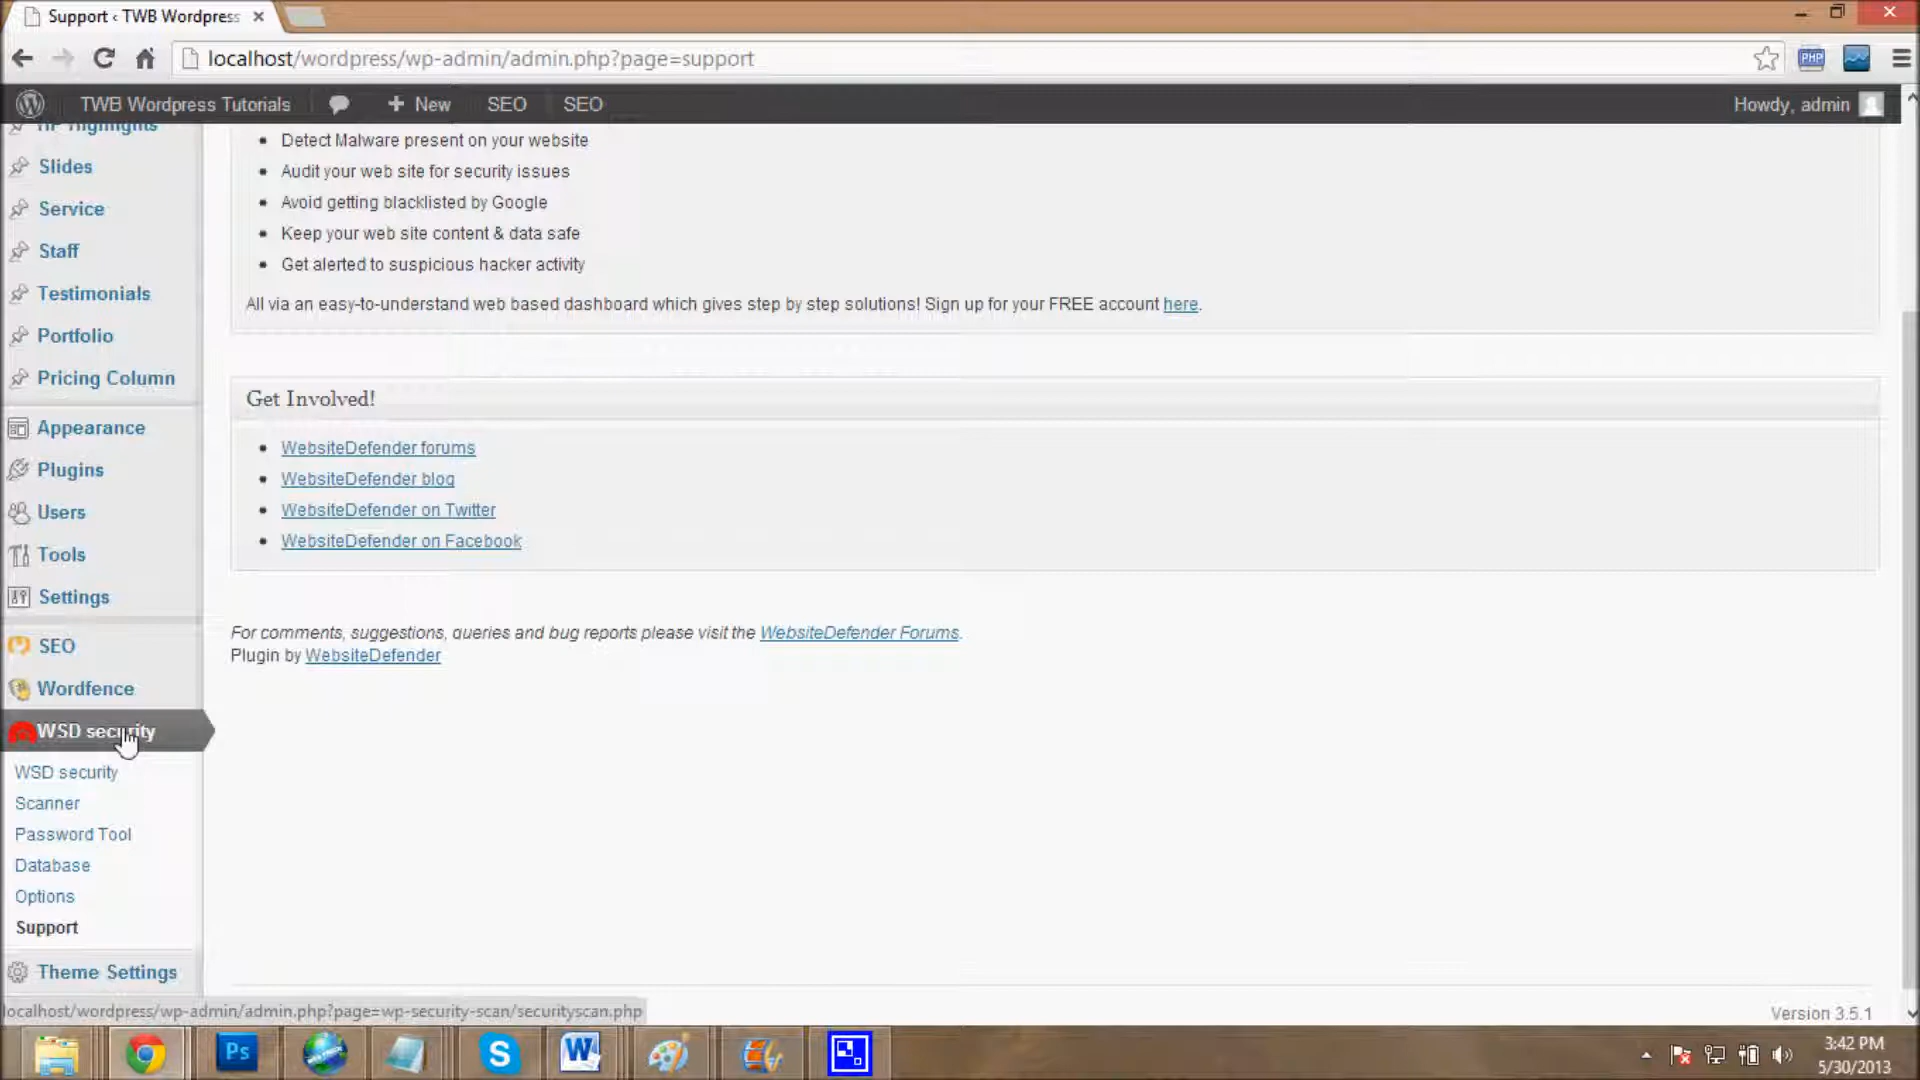 Support ‹ TWB Wordpress
localhost/wordpress/wp-admin/admin.php?page=support
PHP
TWB Wordpress Tutorials
New
SEO
SEO
Howdy, admin
HP Highlights
Slides
Service
Staff
Testimonials
Portfolio
Pricing Column
Appearance
Plugins
Users
Tools
Settings
SEO
Wordfence
WSD security
WSD security
Scanner
Password Tool
Database
Options
Support
Theme Settings
Detect Malware present on your website
Audit your web site for security issues
Avoid getting blacklisted by Google
Keep your web site content & data safe
Get alerted to suspicious hacker activity
All via an easy-to-understand web based dashboard which gives step by step solutions! Sign up for your FREE account here.
Get Involved!
WebsiteDefender forums
WebsiteDefender blog
WebsiteDefender on Twitter
WebsiteDefender on Facebook
For comments, suggestions, queries and bug reports please visit the WebsiteDefender Forums.
Plugin by WebsiteDefender
localhost/wordpress/wp-admin/admin.php?page=wp-security-scan/securityscan.php
Version 3.5.1
Ps
S
W
3:42 PM
5/30/2013